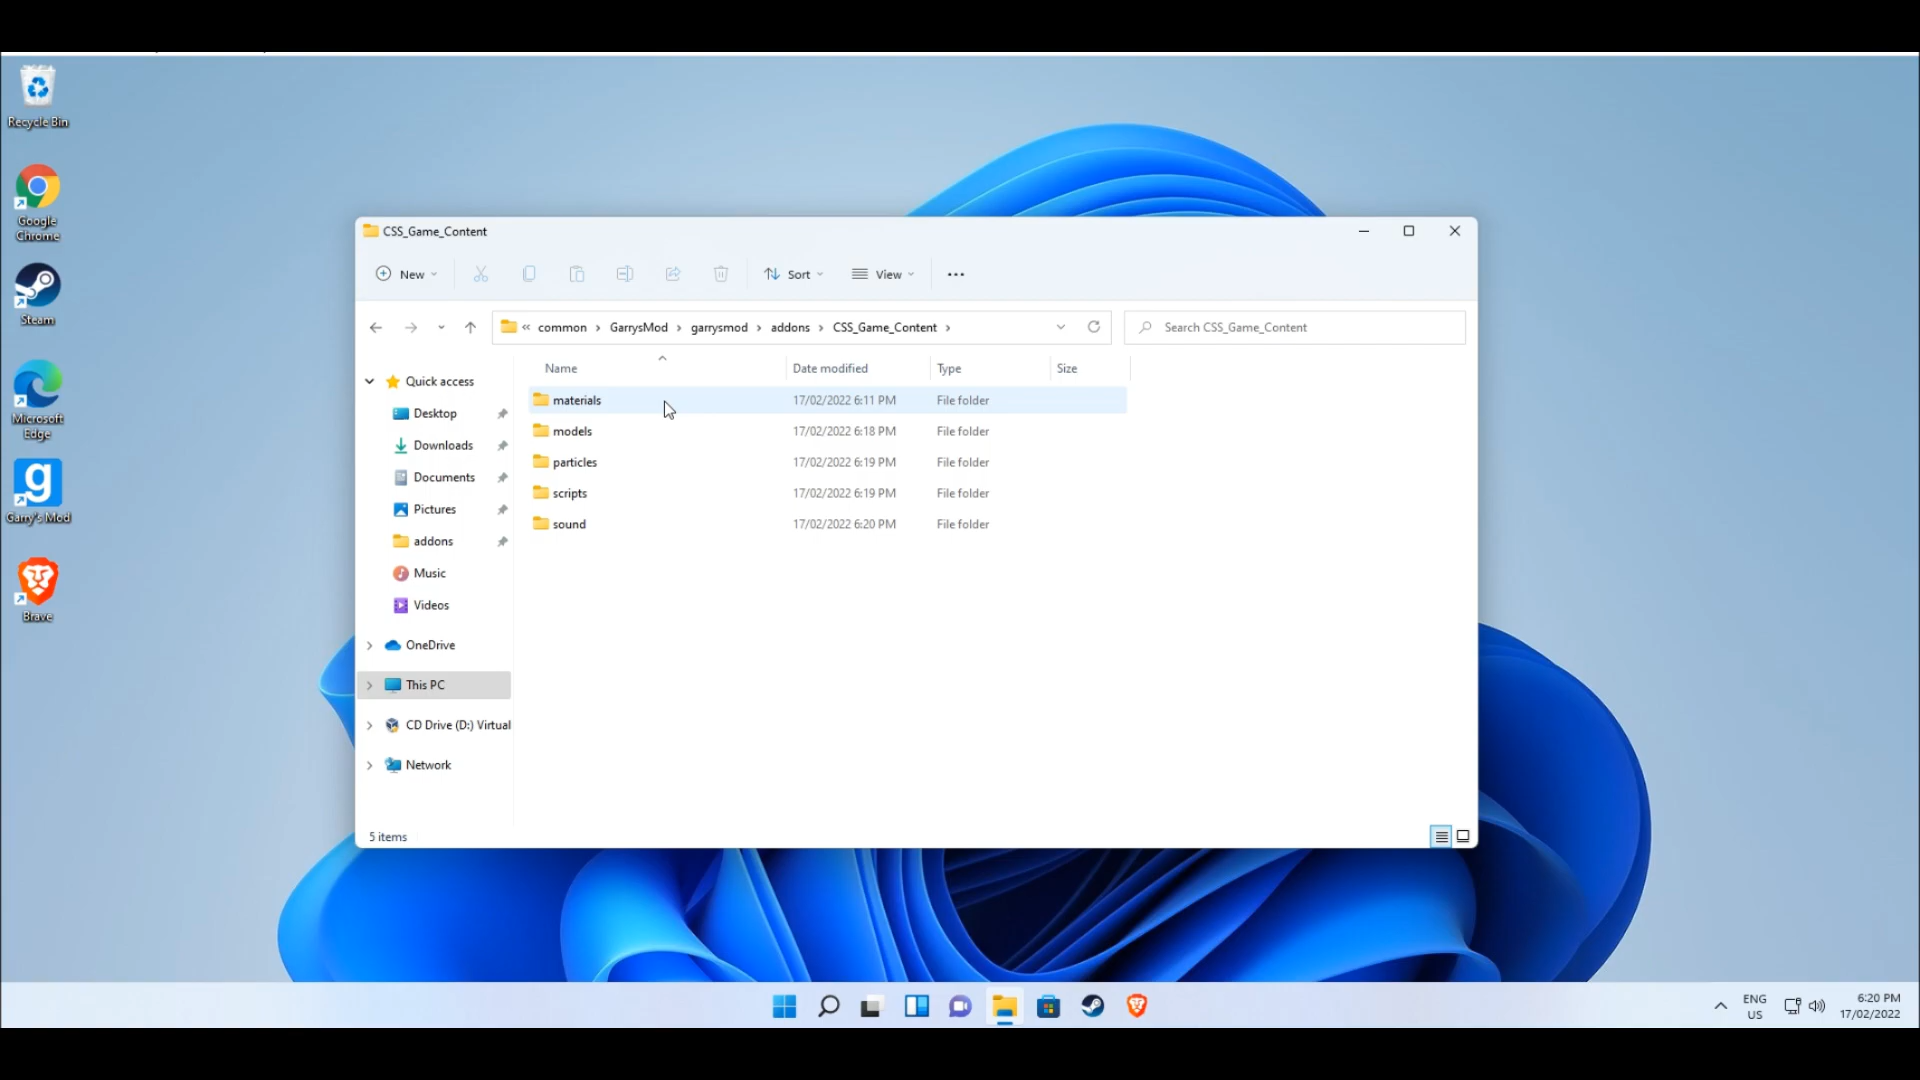 Recycle Bin
Google
Chrome
Steam
Microsoft
Edge
Garry's Mod
Brave
CSS_Game_Content
New
Sort
View
« common > GarrysMod > garrysmod > addons > CSS_Game_Content >
Search CSS_Game_Content
Quick access
Desktop
Downloads
Documents
Pictures
addons
Music
Videos
OneDrive
This PC
CD Drive (D:) Virtual
Network
Name Date modified Type Size
materials 17/02/2022 6:11 PM File folder
models 17/02/2022 6:18 PM File folder
particles 17/02/2022 6:19 PM File folder
scripts 17/02/2022 6:19 PM File folder
sound 17/02/2022 6:20 PM File folder
5 items
ENG
US
6:20 PM
17/02/2022